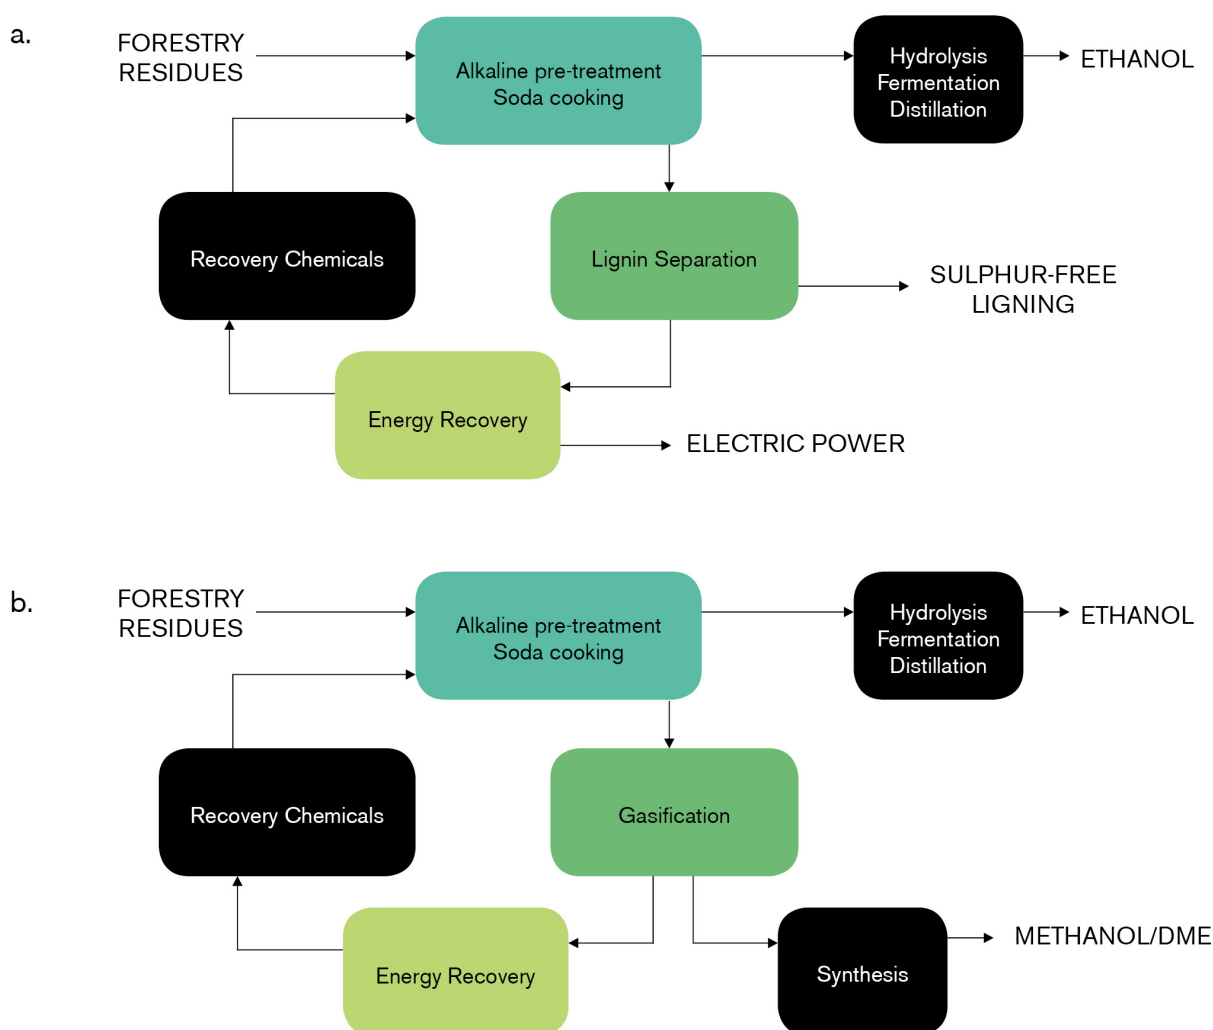 a.
FORESTRY
RESIDUES
Alkaline pre-treatment
Soda cooking
Hydrolysis
Fermentation
Distillation
ETHANOL
Recovery Chemicals
Lignin Separation
SULPHUR-FREE
LIGNING
Energy Recovery
ELECTRIC POWER
b.
FORESTRY
RESIDUES
Alkaline pre-treatment
Soda cooking
Hydrolysis
Fermentation
Distillation
ETHANOL
Recovery Chemicals
Gasification
Energy Recovery
Synthesis
METHANOL/DME